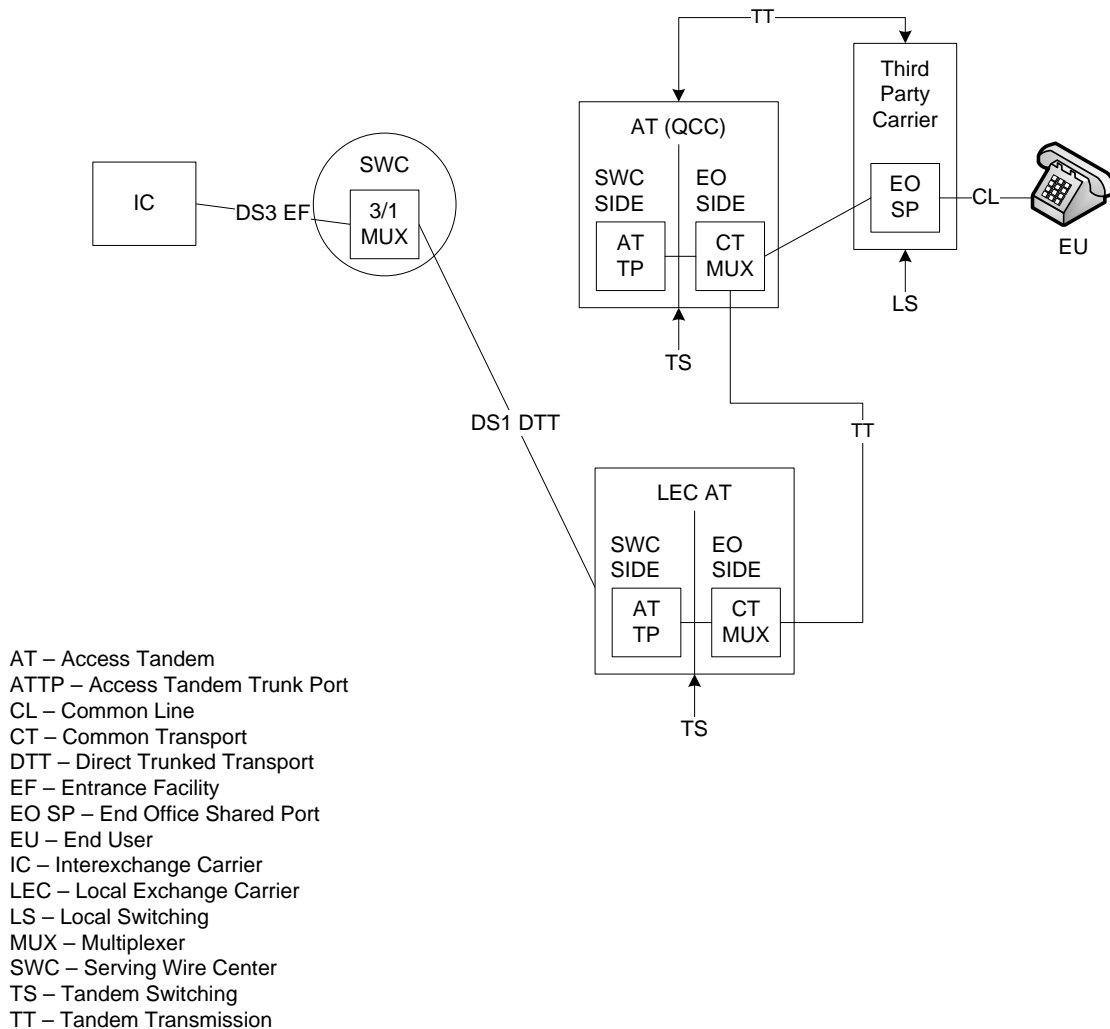 TT
Third
Party
Carrier
AT (QCC)
SWC
SIDE
EO
SIDE
AT
TP
CT
MUX
EO
SP
CL
EU
LS
TS
IC
DS3 EF
SWC
3/1
MUX
DS1 DTT
TT
LEC AT
SWC
SIDE
EO
SIDE
AT
TP
CT
MUX
TS
AT – Access Tandem
ATTP – Access Tandem Trunk Port
CL – Common Line
CT – Common Transport
DTT – Direct Trunked Transport
EF – Entrance Facility
EO SP – End Office Shared Port
EU – End User
IC – Interexchange Carrier
LEC – Local Exchange Carrier
LS – Local Switching
MUX – Multiplexer
SWC – Serving Wire Center
TS – Tandem Switching
TT – Tandem Transmission